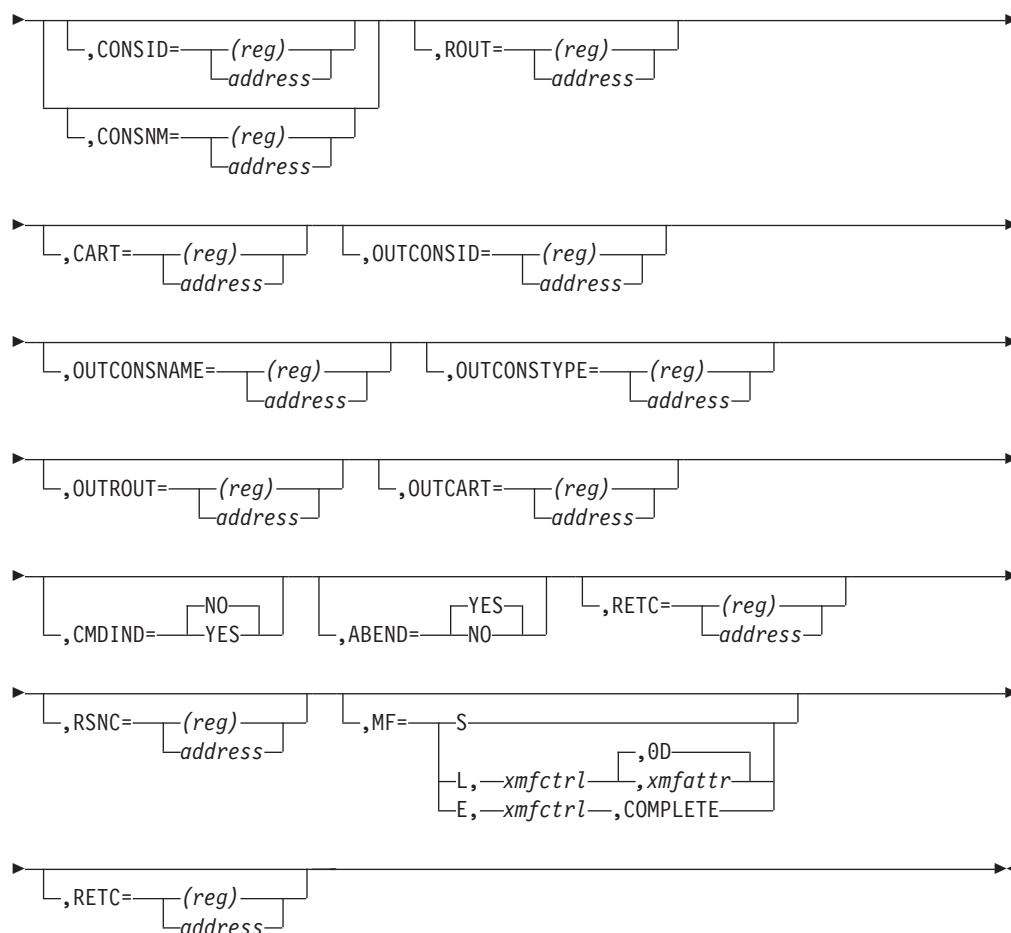 ,CONSID= (reg) ,ROUT= (reg)
address address
,CONSNM= (reg)
address
,CART= (reg) ,OUTCONSID= (reg)
address address
,OUTCONSNAME= (reg) ,OUTCONSTYPE= (reg)
address address
,OUTROUT= (reg) ,OUTCART= (reg)
address address
NO YES ,RETC= (reg)
,CMDIND= YES ,ABEND= NO address
,RSNC= (reg) ,MF= S
address ,0D
L, xmfctrl ,xmfattr
E, xmfctrl ,COMPLETE
,RETC= (reg)
address